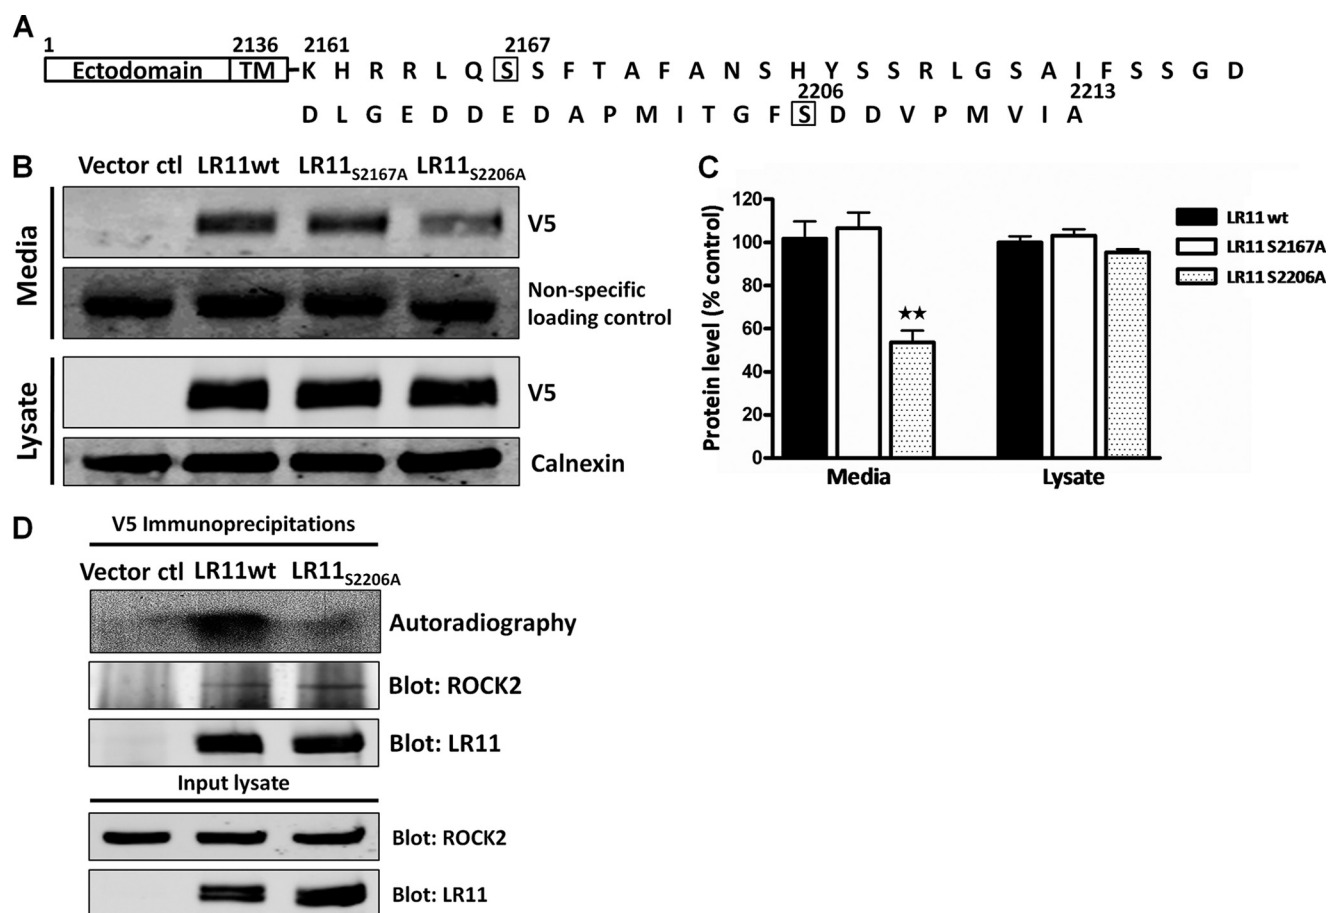 A
1 2136 2161 2167
Ectodomain TM K H R R L Q S S F T A F A N S H Y S S R L G S A I F S S G D
2206 2213
D L G E D D E D A P M I T G F S D D V P M V I A
B
Vector ctl LR11wt LR11S2167A LR11S2206A
Media
V5
Non-specific
loading control
Lysate
V5
Calnexin
C
Protein level (% control)
120
100
80
60
40
20
0
★★
Media Lysate
LR11 wt
LR11 S2167A
LR11 S2206A
D
V5 Immunoprecipitations
Vector ctl LR11wt LR11S2206A
Autoradiography
Blot: ROCK2
Blot: LR11
Input lysate
Blot: ROCK2
Blot: LR11